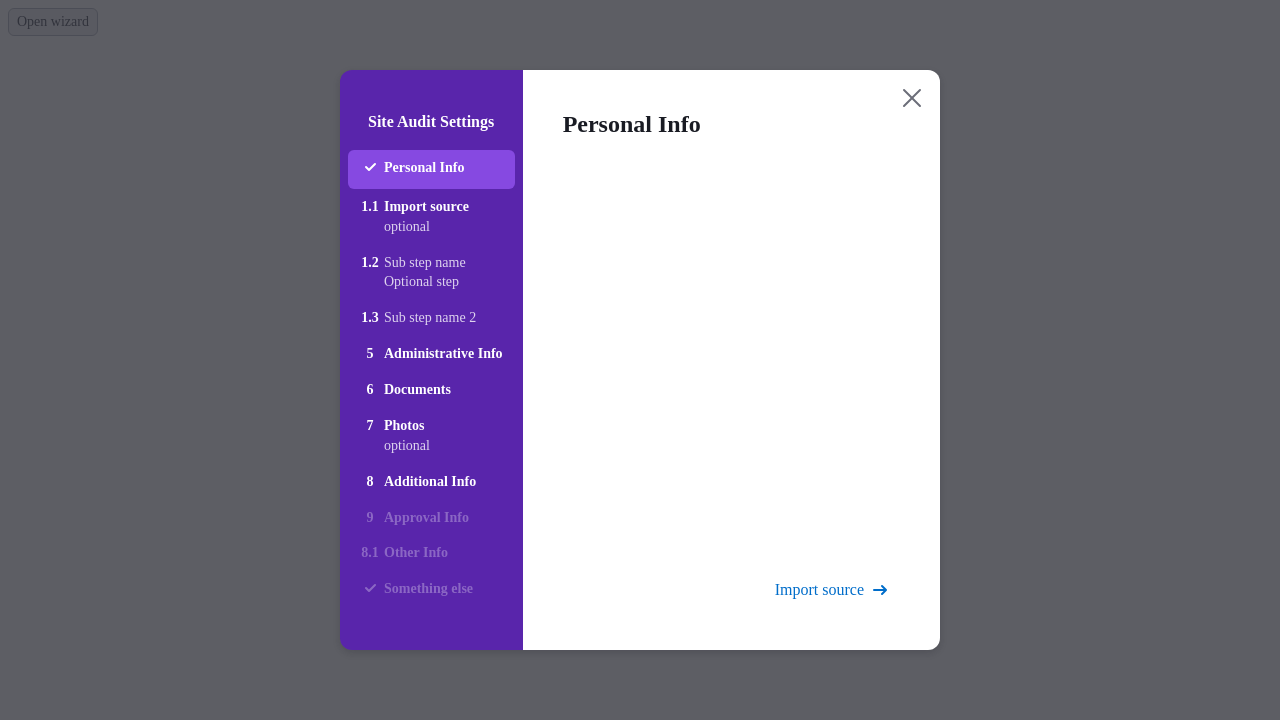 Open wizard
Site Audit Settings
Personal Info
1.1 Import source
optional
1.2 Sub step name
Optional step
1.3 Sub step name 2
5 Administrative Info
6 Documents
7 Photos
optional
8 Additional Info
9 Approval Info
8.1 Other Info
Something else
Personal Info
Import source